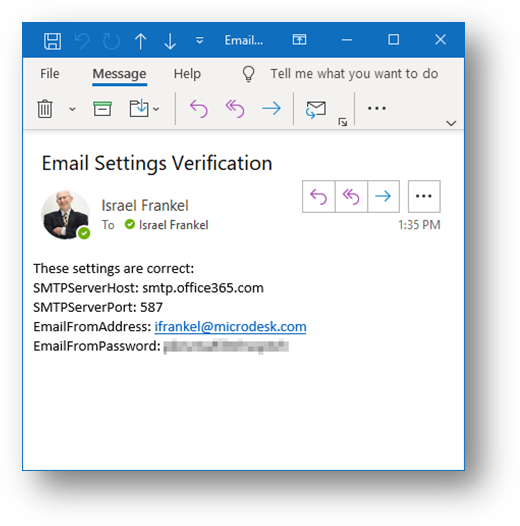 Email...
File Message Help Tell me what you want to do
Email Settings Verification
Israel Frankel
To Israel Frankel 1:35 PM
These settings are correct:
SMTPServerHost: smtp.office365.com
SMTPServerPort: 587
EmailFromAddress: ifrankel@microdesk.com
EmailFromPassword: